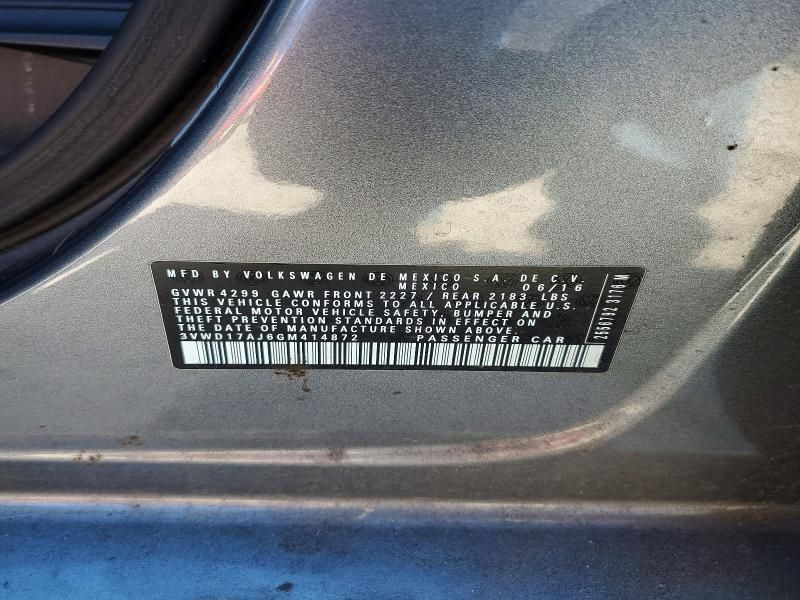 MFD BY VOLKSWAGEN DE MEXICO S.A. DE C.V.
MEXICO 06/16
GVWR 4299 GAWR FRONT 2227 / REAR 2183 LBS
THIS VEHICLE CONFORMS TO ALL APPLICABLE U.S.
FEDERAL MOTOR VEHICLE SAFETY, BUMPER AND
THEFT PREVENTION STANDARDS IN EFFECT ON
THE DATE OF MANUFACTURE SHOWN ABOVE.
3VWD17AJ6GM414872 PASSENGER CAR
2556732 3176 M